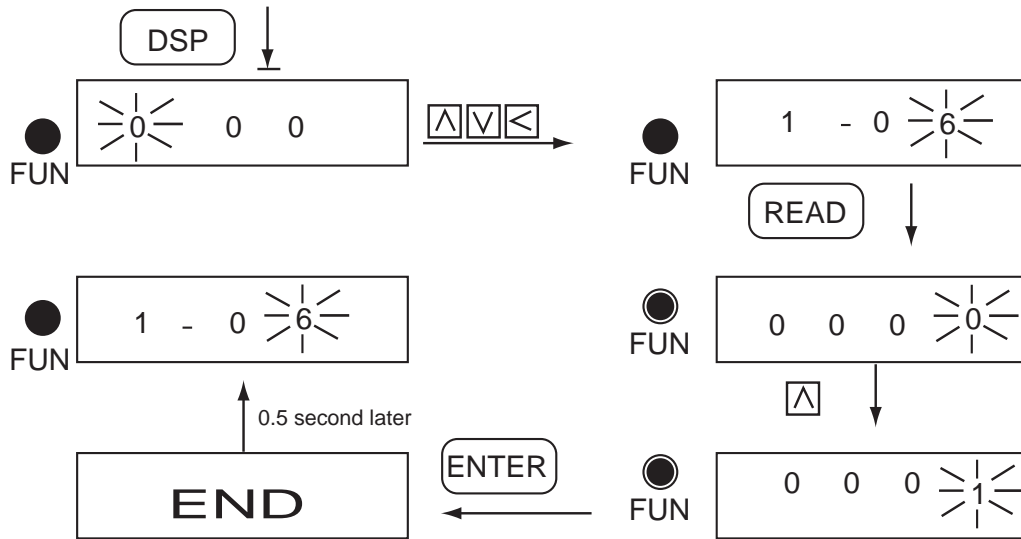 DSP
0 0 0
FUN
∧ ∨ <
1 - 0 6
FUN
READ
0 0 0 0
FUN
∧
0 0 0 1
FUN
ENTER
END
0.5 second later
1 - 0 6
FUN